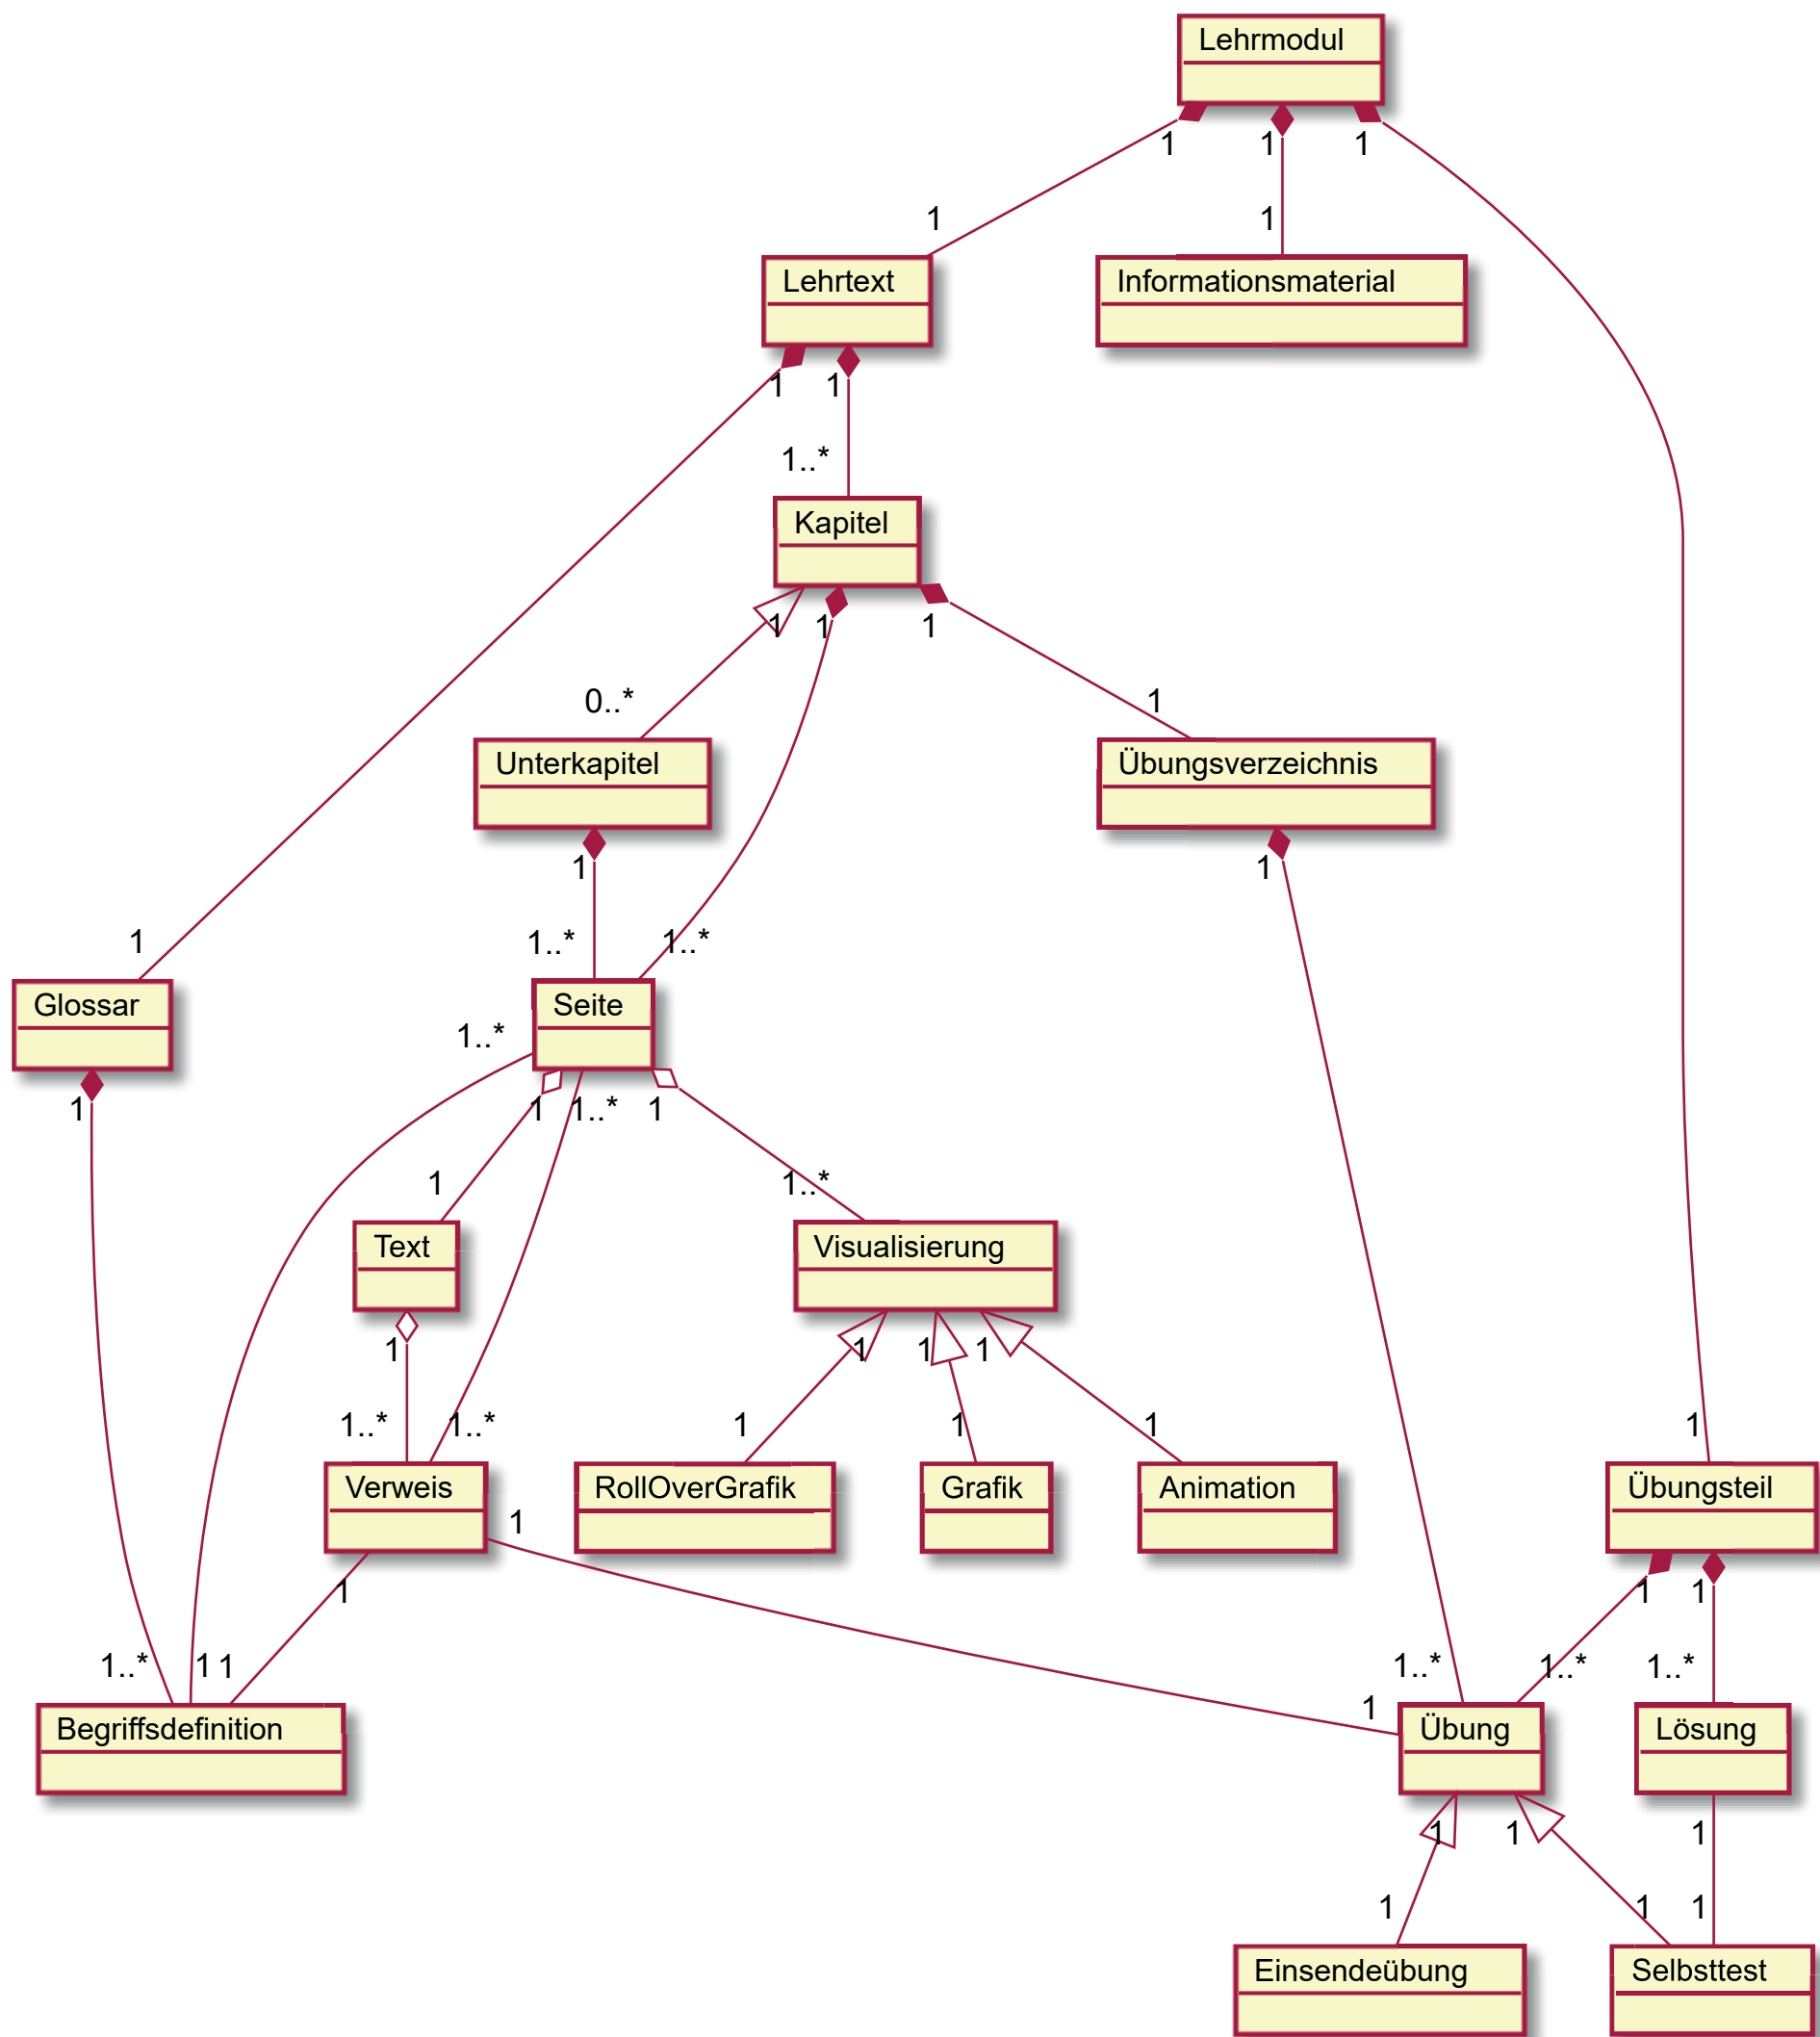 Lehrmodul
1 1 1
1 1
Lehrtext Informationsmaterial
1 1
1..*
Kapitel
1 1 1
0..* 1
Unterkapitel Übungsverzeichnis
1 1
1 1..* 1..*
Glossar Seite
1..*
1 1 1..* 1
1 1..*
Text Visualisierung
1 1 1 1
1..* 1..* 1 1 1 1
Verweis RollOverGrafik Grafik Animation Übungsteil
1
1 1 1
1..* 1 1 1..* 1..* 1..*
1
Begriffsdefinition Übung Lösung
1 1 1
1 1 1
Einsendeübung Selbsttest